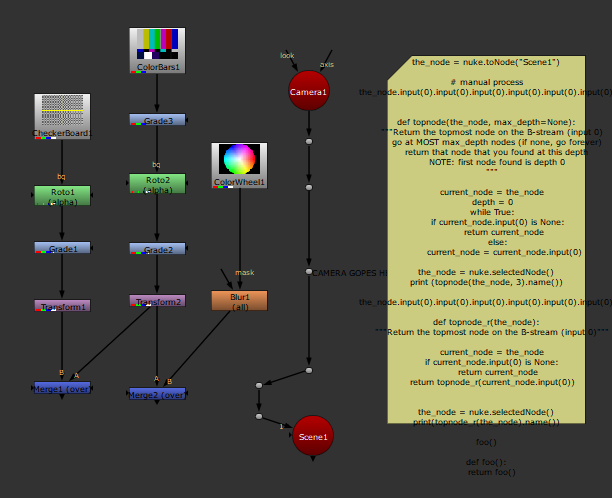 look
axis
ColorBars1
Camera1
CheckerBoard1
Grade3
bg
bg
Roto1
(alpha)
Roto2
(alpha)
ColorWheel1
Grade1
Grade2
mask
Transform1
Transform2
Blur1
(all)
CAMERA GOPES HE
B
A
A
B
Merge1 (over
Merge2 (over
1
Scene1
the_node = nuke.toNode("Scene1")
# manual process
the_node.input(0).input(0).input(0).input(0).input(0).input(0)
def topnode(the_node, max_depth=None):
"""Return the topmost node on the B-stream (input 0)
go at MOST max_depth nodes (if none, go forever)
return that node that you found at this depth
NOTE: first node found is depth 0
"""
current_node = the_node
depth = 0
while True:
if current_node.input(0) is None:
return current_node
else:
current_node = current_node.input(0)
the_node = nuke.selectedNode()
print (topnode(the_node, 3).name())
the_node.input(0).input(0).input(0).input(0).input(0).input(0)
def topnode_r(the_node):
"""Return the topmost node on the B-stream (input 0)"""
current_node = the_node
if current_node.input(0) is None:
return current_node
return topnode_r(current_node.input(0))
the_node = nuke.selectedNode()
print(topnode_r(the_node).name())
foo()
def foo():
return foo()